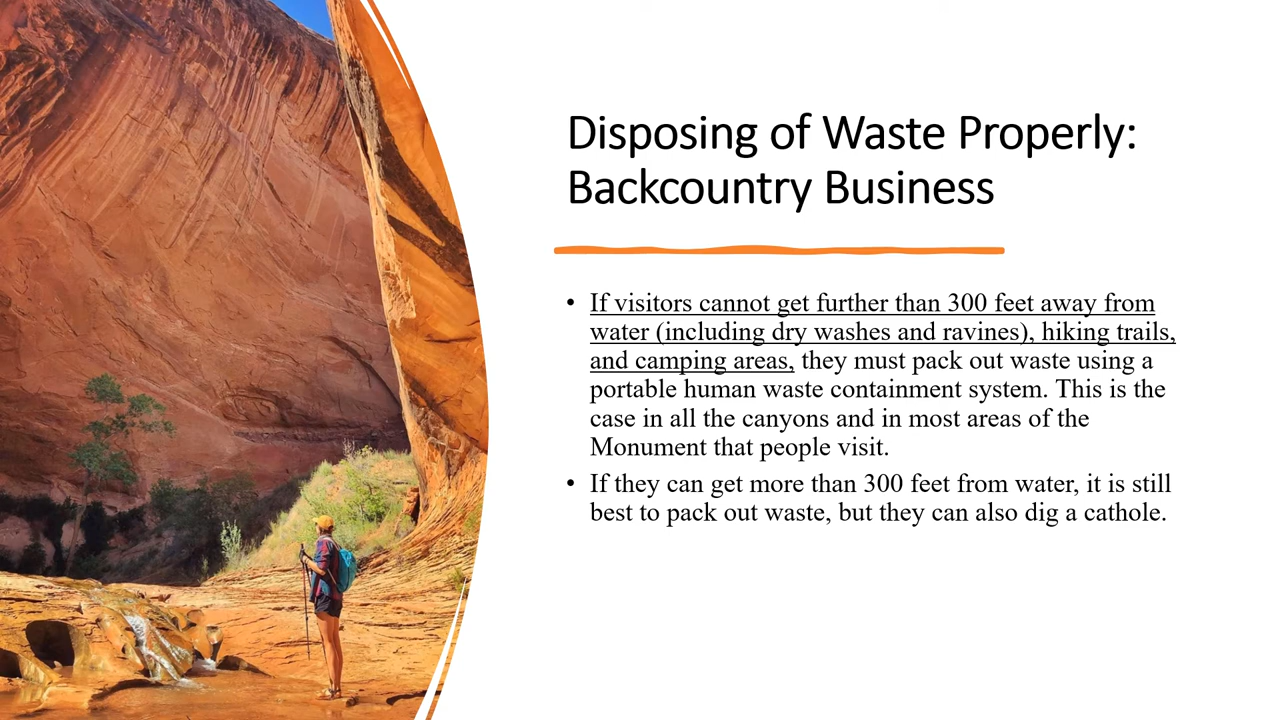 Disposing of Waste Properly:
Backcountry Business
• If visitors cannot get further than 300 feet away from
water (including dry washes and ravines), hiking trails,
and camping areas, they must pack out waste using a
portable human waste containment system. This is the
case in all the canyons and in most areas of the
Monument that people visit.
• If they can get more than 300 feet from water, it is still
best to pack out waste, but they can also dig a cathole.